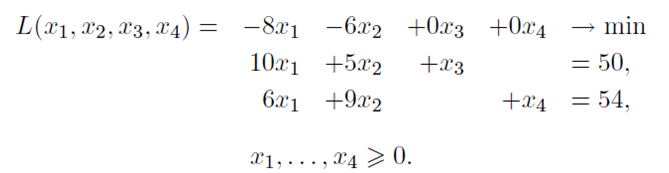 L(x₁, x₂, x₃, x₄) = −8x₁ −6x₂ +0x₃ +0x₄ → min
10x₁ +5x₂ +x₃ = 50,
6x₁ +9x₂ +x₄ = 54,
x₁, . . . , x₄ ⩾ 0.